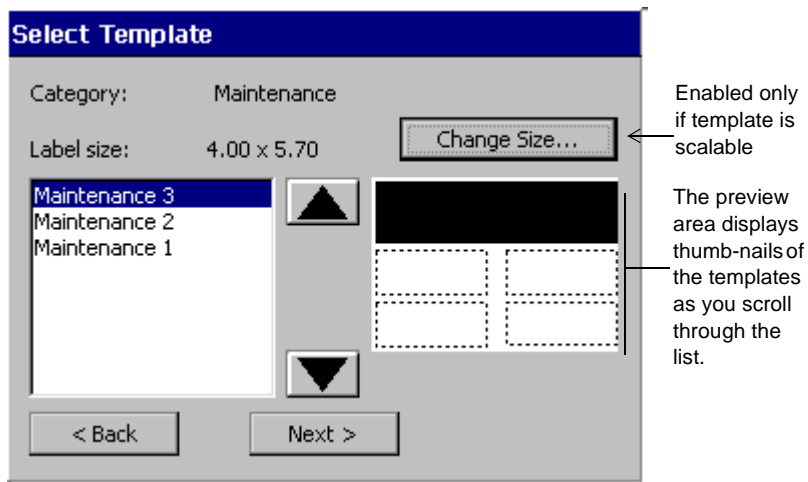 Select Template
Category: Maintenance
Label size: 4.00 x 5.70
Change Size...
Maintenance 3
Maintenance 2
Maintenance 1
< Back
Next >
Enabled only
if template is
scalable
The preview
area displays
thumb-nails of
the templates
as you scroll
through the
list.